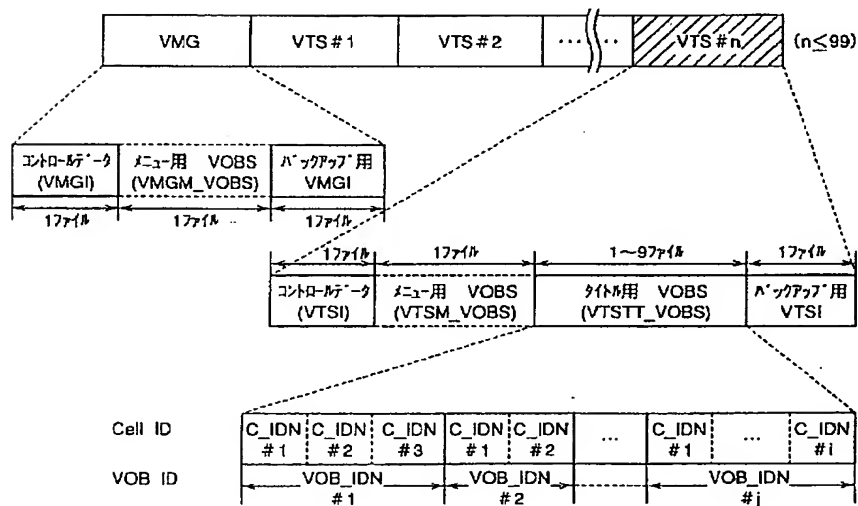 VMG VTS#1 VTS#2 ‥‥ ‥ VTS#n (n≦99)
コントロールデータ メニュー用 VOBS バックアップ用
(VMGI) (VMGM_VOBS) VMGI
1ファイル 1ファイル 1ファイル
1ファイル 1ファイル 1〜9ファイル 1ファイル
コントロールデータ メニュー用 VOBS タイトル用 VOBS バックアップ用
(VTSI) (VTSM_VOBS) (VTSTT_VOBS) VTSI
Cell ID C_IDN C_IDN C_IDN C_IDN C_IDN … C_IDN … C_IDN
#1 #2 #3 #1 #2 #1 #i
VOB ID VOB_IDN VOB_IDN VOB_IDN
#1 #2 #j